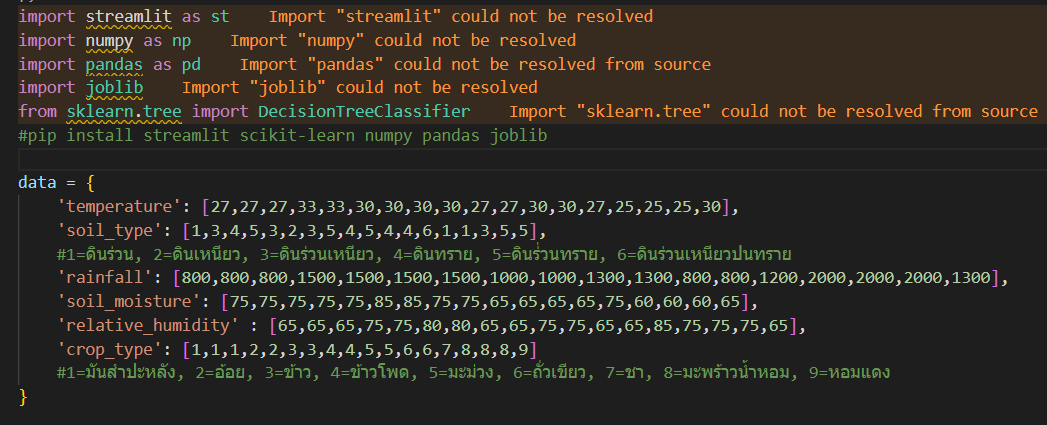 import streamlit as st    Import "streamlit" could not be resolved
import numpy as np    Import "numpy" could not be resolved
import pandas as pd    Import "pandas" could not be resolved from source
import joblib    Import "joblib" could not be resolved
from sklearn.tree import DecisionTreeClassifier    Import "sklearn.tree" could not be resolved from source
#pip install streamlit scikit-learn numpy pandas joblib
data = {
    'temperature': [27,27,27,33,33,30,30,30,30,27,27,30,30,27,25,25,25,30],
    'soil_type': [1,3,4,5,3,2,3,5,4,5,4,4,6,1,1,3,5,5],
    #1=ดินร่วน, 2=ดินเหนียว, 3=ดินร่วนเหนียว, 4=ดินทราย, 5=ดินร่วนทราย, 6=ดินร่วนเหนียวปนทราย
    'rainfall': [800,800,800,1500,1500,1500,1500,1000,1000,1300,1300,800,800,1200,2000,2000,2000,1300],
    'soil_moisture': [75,75,75,75,75,85,85,75,75,65,65,65,65,75,60,60,60,65],
    'relative_humidity' : [65,65,65,75,75,80,80,65,65,75,75,65,65,85,75,75,75,65],
    'crop_type': [1,1,1,2,2,3,3,4,4,5,5,6,6,7,8,8,8,9]
    #1=มันสำปะหลัง, 2=อ้อย, 3=ข้าว, 4=ข้าวโพด, 5=มะม่วง, 6=ถั่วเขียว, 7=ชา, 8=มะพร้าวน้ำหอม, 9=หอมแดง
}